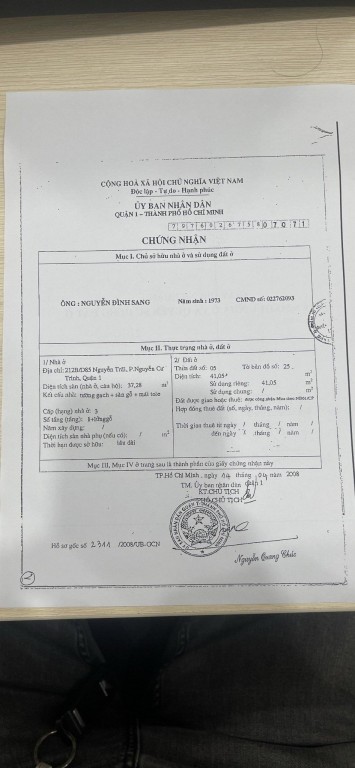 CỘNG HOÀ XÃ HỘI CHỦ NGHĨA VIỆT NAM
Độc lập - Tự do - Hạnh phúc
ỦY BAN NHÂN DÂN
QUẬN 1 - THÀNH PHỐ HỒ CHÍ MINH
CHỨNG NHẬN
Mục I. Chủ sở hữu nhà ở và sử dụng đất ở
ÔNG : NGUYỄN ĐÌNH SANG Năm sinh : 1973 CMND số: 022763093
Mục II. Thực trạng nhà ở, đất ở
1/ Nhà ở
Địa chỉ: 212B/D85 Nguyễn Trãi, P.Nguyễn Cư
Trinh, Quận 1
Diện tích sàn (nhà ở, căn hộ): 37,28 m²
Kết cấu nhà: tường gạch + sàn gỗ + mái tole
Cấp (hạng) nhà ở: 3
Số tầng (tầng):
Năm xây dựng: /
Diện tích sàn nhà phụ (nếu có): / m²
Thời hạn được sở hữu: lâu dài
2/ Đất ở
Thửa đất số: 05 Tờ bản đồ số: 25
Diện tích: 41,05 m²
Sử dụng riêng: 41,05 m²
Sử dụng chung: / m²
Đất được giao hoặc thuê:
Hợp đồng thuê đất (số, ngày, tháng, năm): /
Thời gian thuê từ ngày / tháng / năm /
đến ngày / tháng / năm /
Mục III, Mục IV ở trang sau là thành phần của giấy chứng nhận này
TP.Hồ Chí Minh, ngày 14 tháng 04 năm 2008
TM. Ủy ban nhân dân quận 1
KT.CHỦ TỊCH
PHÓ CHỦ TỊCH
Hồ sơ gốc số 2311 /2008/UB.QCN
Nguyễn Quang Chức
2